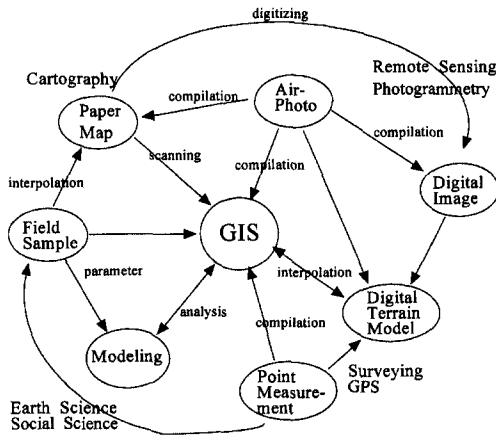 digitizing
Cartography
Remote Sensing
Photogrammetry
Paper
Map
compilation
Air-
Photo
compilation
scanning
compilation
interpolation
Digital
Image
Field
Sample
GIS
parameter
interpolation
analysis
Digital
Terrain
Model
compilation
Modeling
Point
Measure-
ment
Surveying
GPS
Earth Science
Social Science